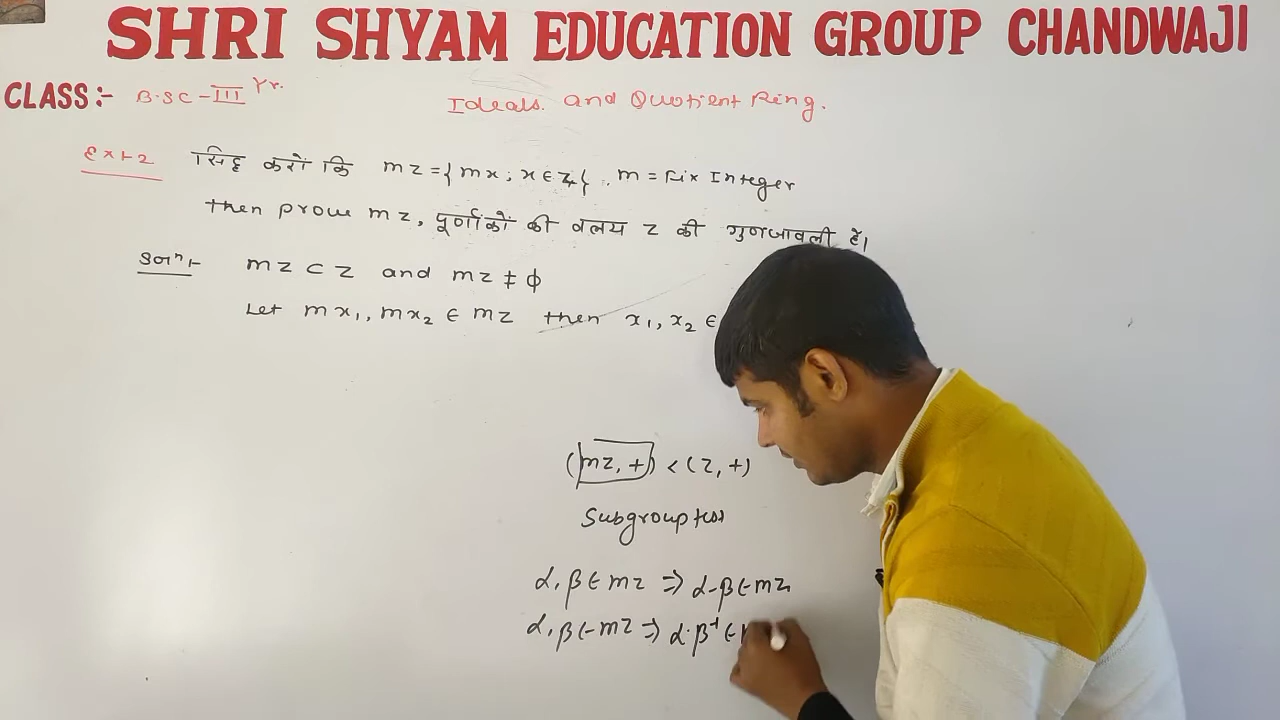 SHRI SHYAM EDUCATION GROUP CHANDWAJI
CLASS:- B.SC-III Yr. Ideals and Quotient Ring.
Ex:-2 सिद्ध करो कि mz = { mx ; x ∈ Z } . m = Fix Integer
then prove mz, पूर्णांकों की वलय Z की गुणजावली है।
Soln:- mz ⊂ z and mz ≠ ϕ
Let mx₁, mx₂ ∈ mz then x₁, x₂ ∈
(mz, +) < (z, +)
Subgroup test
α, β ∈ mz => α-β ∈ mz
α, β ∈ mz => α·β⁻¹ ∈